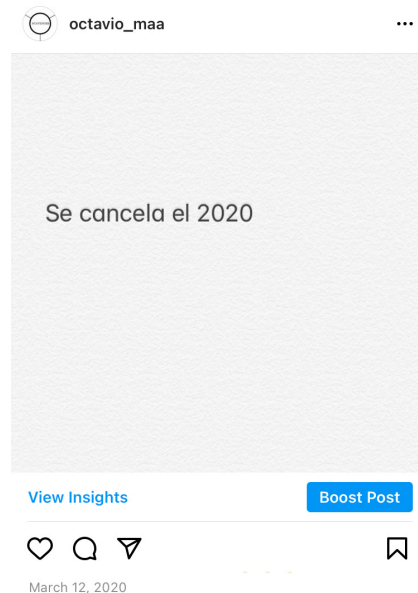 octavio_maa
Se cancela el 2020
View Insights
Boost Post
March 12, 2020